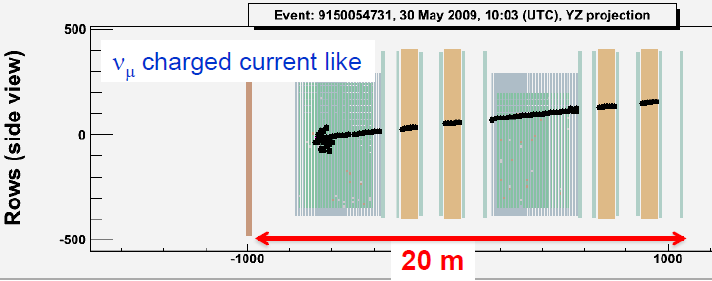 Event: 9150054731, 30 May 2009, 10:03 (UTC), YZ projection
Rows (side view)
500
0
-500
νμ charged current like
-1000
1000
20 m